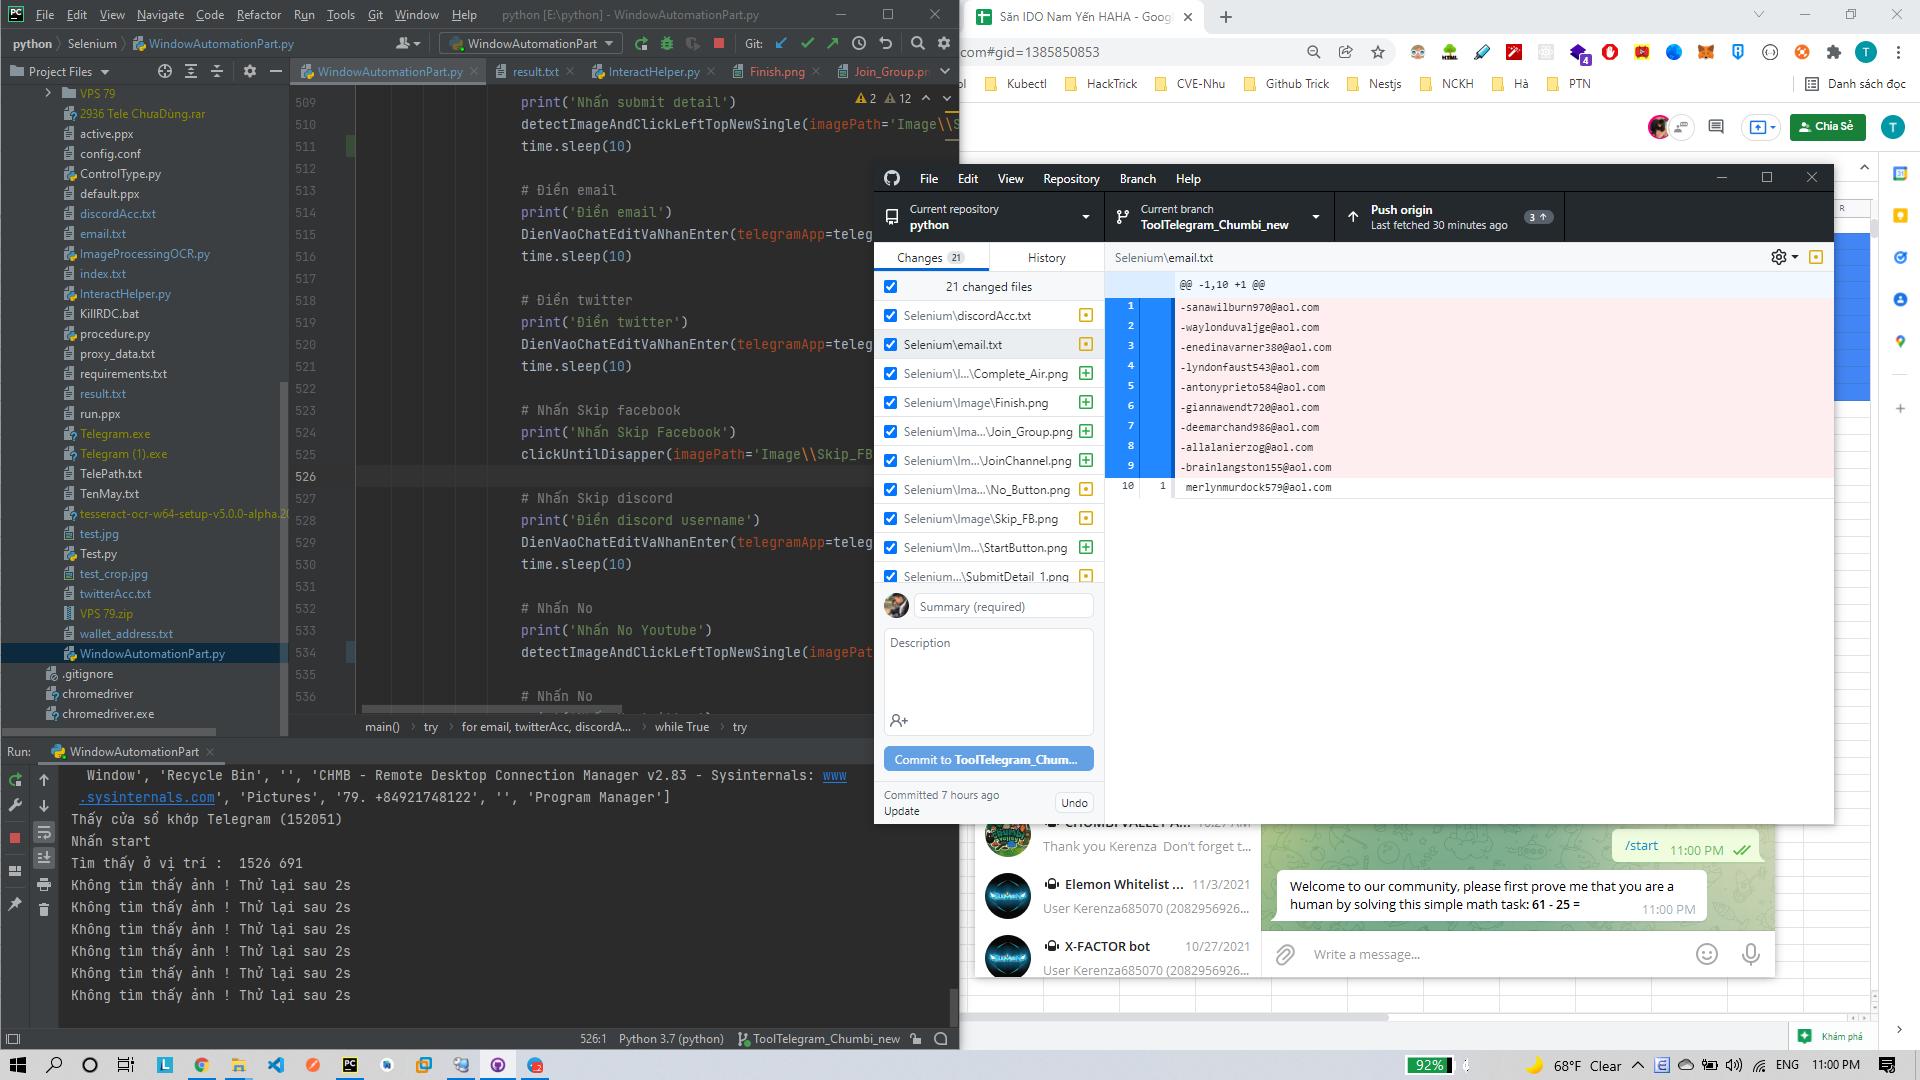 File Edit View Navigate Code Refactor Run Tools Git Window Help python [E:\python] - WindowAutomationPart.py
python Selenium WindowAutomationPart.py
WindowAutomationPart
Git:
Project Files
WindowAutomationPart.py
result.txt
InteractHelper.py
Finish.png
Join_Group.pr
VPS 79
2936 Tele ChưaDùng.rar
active.ppx
config.conf
ControlType.py
default.ppx
discordAcc.txt
email.txt
ImageProcessingOCR.py
index.txt
InteractHelper.py
KillRDC.bat
procedure.py
proxy_data.txt
requirements.txt
result.txt
run.ppx
Telegram.exe
Telegram (1).exe
TelePath.txt
TenMay.txt
tesseract-ocr-w64-setup-v5.0.0-alpha.20
test.jpg
Test.py
test_crop.jpg
twitterAcc.txt
VPS 79.zip
wallet_address.txt
WindowAutomationPart.py
.gitignore
chromedriver
chromedriver.exe
2 12
509 print('Nhấn submit detail')
510 detectImageAndClickLeftTopNewSingle(imagePath='Image\\S
511 time.sleep(10)
512
513 # Điền email
514 print('Điền email')
515 DienVaoChatEditVaNhanEnter(telegramApp=teleg
516 time.sleep(10)
517
519 # Điền twitter
519 print('Điền twitter')
520 DienVaoChatEditVaNhanEnter(telegramApp=teleg
521 time.sleep(10)
522
523 # Nhấn Skip facebook
524 print('Nhấn Skip Facebook')
525 clickUntilDisapper(imagePath='Image\\Skip_FB
526
527 # Nhấn Skip discord
528 print('Điền discord username')
529 DienVaoChatEditVaNhanEnter(telegramApp=teleg
530 time.sleep(10)
531
532 # Nhấn No
533 print('Nhấn No Youtube')
534 detectImageAndClickLeftTopNewSingle(imagePat
535
536 # Nhấn No
main() try for email, twitterAcc, discordA... while True try
Run: WindowAutomationPart
Window', 'Recycle Bin', '', 'CHMB - Remote Desktop Connection Manager v2.83 - Sysinternals: www
.sysinternals.com', 'Pictures', '79. +84921748122', '', 'Program Manager']
Thấy cửa sổ khớp Telegram (152051)
Nhấn start
Tìm thấy ở vị trí : 1526 691
Không tìm thấy ảnh ! Thử lại sau 2s
Không tìm thấy ảnh ! Thử lại sau 2s
Không tìm thấy ảnh ! Thử lại sau 2s
Không tìm thấy ảnh ! Thử lại sau 2s
Không tìm thấy ảnh ! Thử lại sau 2s
Không tìm thấy ảnh ! Thử lại sau 2s
526:1 Python 3.7 (python) ToolTelegram_Chumbi_new
Săn IDO Nam Yến HAHA - Goog
com#gid=1385850853
Kubectl HackTrick CVE-Nhu Github Trick Nestjs NCKH Hà PTN Danh sách đọc
Chia Sẻ
T
R
File Edit View Repository Branch Help
Current repository
python
Current branch
ToolTelegram_Chumbi_new
Push origin
Last fetched 30 minutes ago
3
Changes 21 History
Selenium\email.txt
21 changed files
Selenium\discordAcc.txt
Selenium\email.txt
Selenium\I...\Complete_Air.png
Selenium\Image\Finish.png
Selenium\Ima...\Join_Group.png
Selenium\Im...\JoinChannel.png
Selenium\Ima...\No_Button.png
Selenium\Image\Skip_FB.png
Selenium\Im...\StartButton.png
Selenium...\SubmitDetail_1.png
@@ -1,10 +1 @@
1 -sanawilburn970@aol.com
2 -waylonduvaljge@aol.com
3 -enedinavarner380@aol.com
4 -lyndonfaust543@aol.com
5 -antonyprieto584@aol.com
6 -giannawendt720@aol.com
7 -deemarchand986@aol.com
8 -allalanierzog@aol.com
9 -brainlangston155@aol.com
10 1 merlynmurdock579@aol.com
Summary (required)
Description
Commit to ToolTelegram_Chum...
Committed 7 hours ago
Update
Undo
Thank you Kerenza Don't forget t...
Elemon Whitelist ... 11/3/2021
User Kerenza685070 (2082956926...
X-FACTOR bot 10/27/2021
User Kerenza685070 (2082956926...
/start 11:00 PM
Welcome to our community, please first prove me that you are a
human by solving this simple math task: 61 - 25 =
11:00 PM
Write a message...
Khám phá
92%
68°F Clear
ENG 11:00 PM